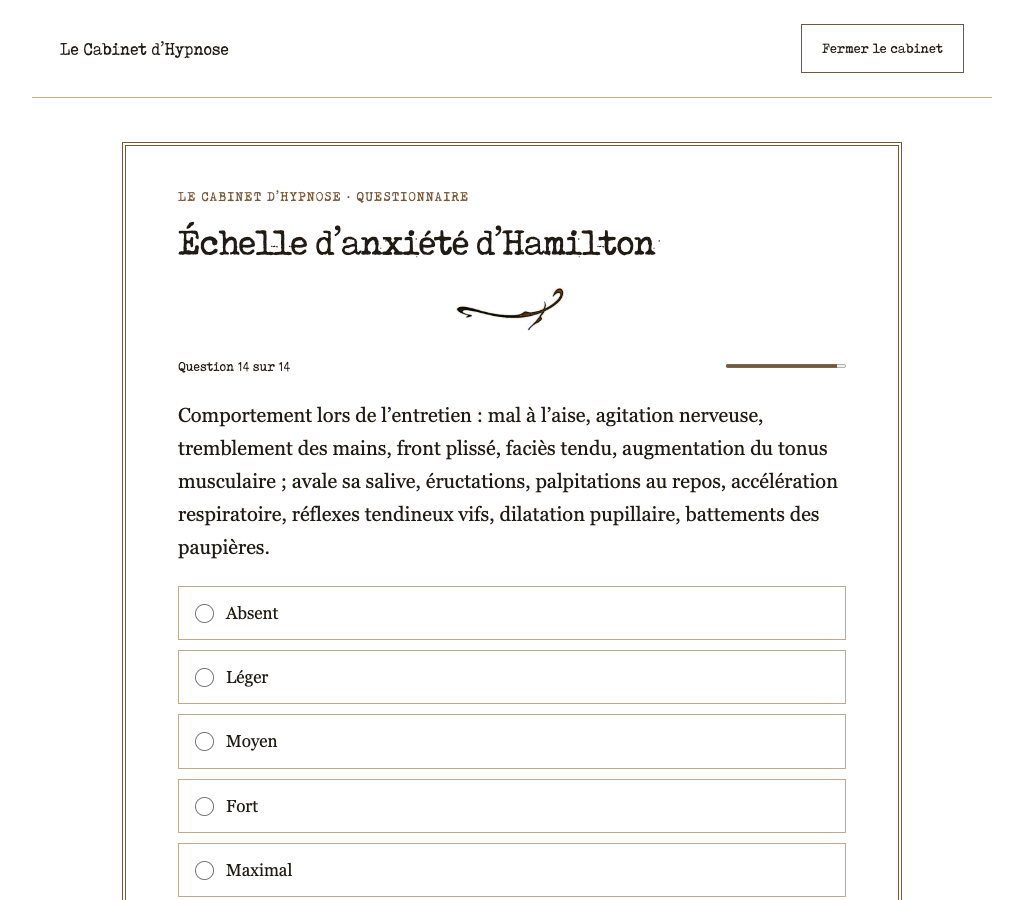 Le Cabinet d’Hypnose
Fermer le cabinet
LE CABINET D’HYPNOSE · QUESTIONNAIRE
Échelle d’anxiété d’Hamilton
Question 14 sur 14
Comportement lors de l’entretien : mal à l’aise, agitation nerveuse,
tremblement des mains, front plissé, faciès tendu, augmentation du tonus
musculaire ; avale sa salive, éructations, palpitations au repos, accélération
respiratoire, réflexes tendineux vifs, dilatation pupillaire, battements des
paupières.
Absent
Léger
Moyen
Fort
Maximal